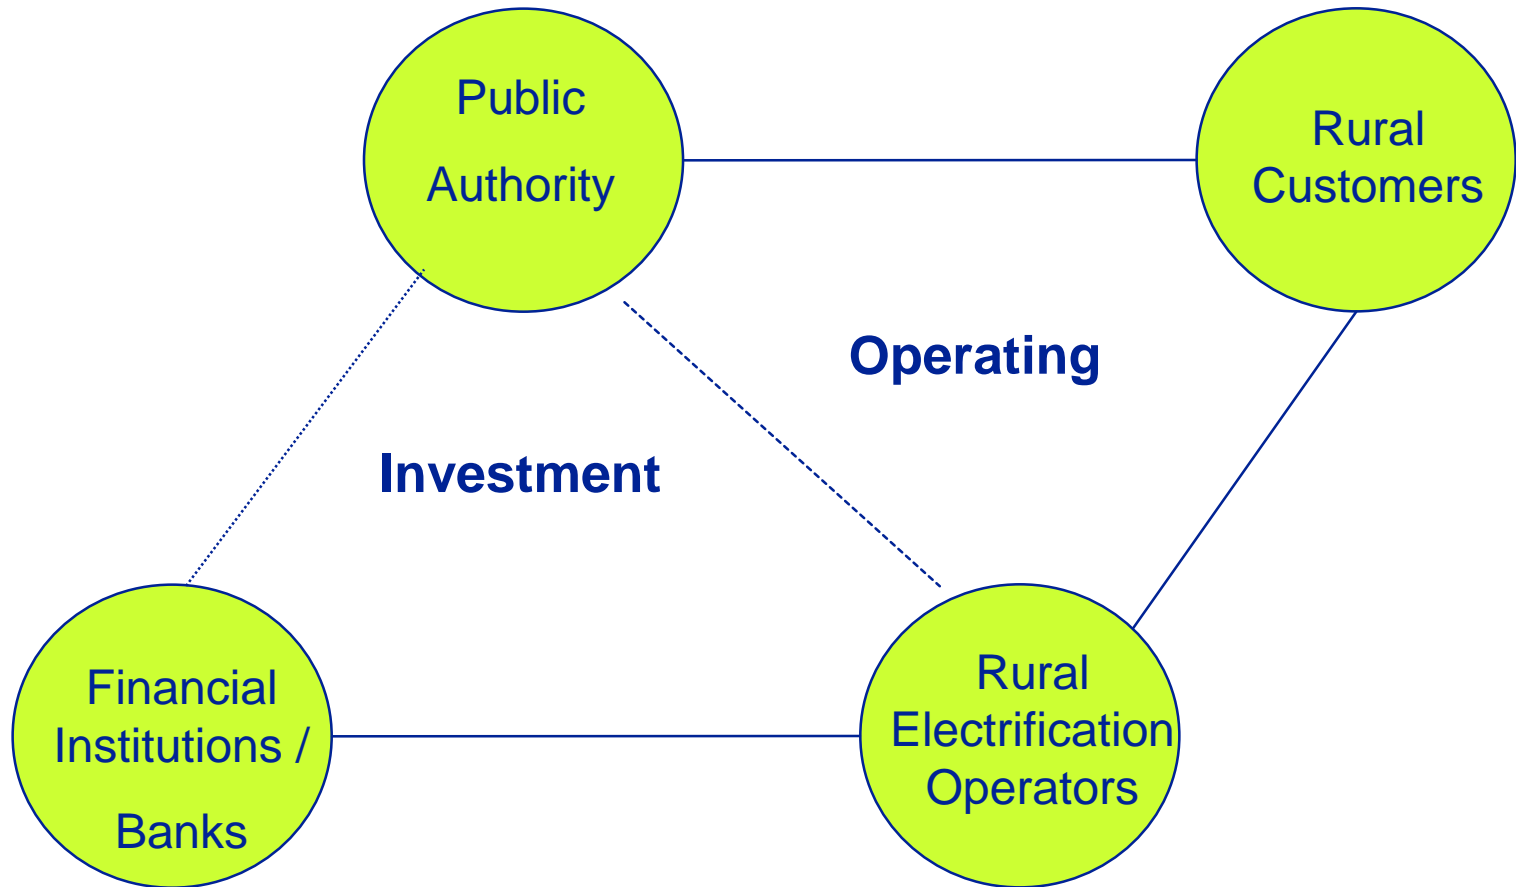 Public
Authority
Rural
Customers
Operating
Investment
Financial
Institutions /
Banks
Rural
Electrification
Operators